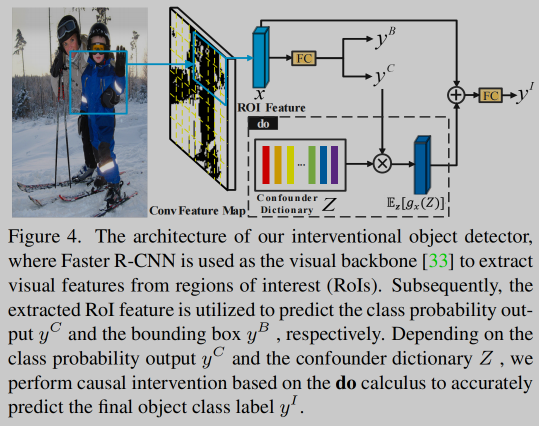 x
ROI Feature
FC
y^B
y^C
FC
y^I
do
...
Confounder
Dictionary Z
𝔼_z[g_x(Z)]
Conv Feature Map
Figure 4. The architecture of our interventional object detector,
where Faster R-CNN is used as the visual backbone [33] to extract
visual features from regions of interest (RoIs). Subsequently, the
extracted RoI feature is utilized to predict the class probability out-
put y^C and the bounding box y^B , respectively. Depending on the
class probability output y^C and the confounder dictionary Z , we
perform causal intervention based on the do calculus to accurately
predict the final object class label y^I .